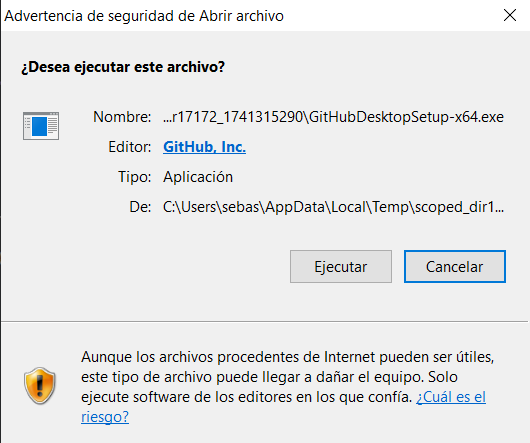 Advertencia de seguridad de Abrir archivo
¿Desea ejecutar este archivo?
Nombre: ...r17172_1741315290\GitHubDesktopSetup-x64.exe
Editor: GitHub, Inc.
Tipo: Aplicación
De: C:\Users\sebas\AppData\Local\Temp\scoped_dir1...
Ejecutar Cancelar
Aunque los archivos procedentes de Internet pueden ser útiles,
este tipo de archivo puede llegar a dañar el equipo. Solo
ejecute software de los editores en los que confía. ¿Cuál es el
riesgo?